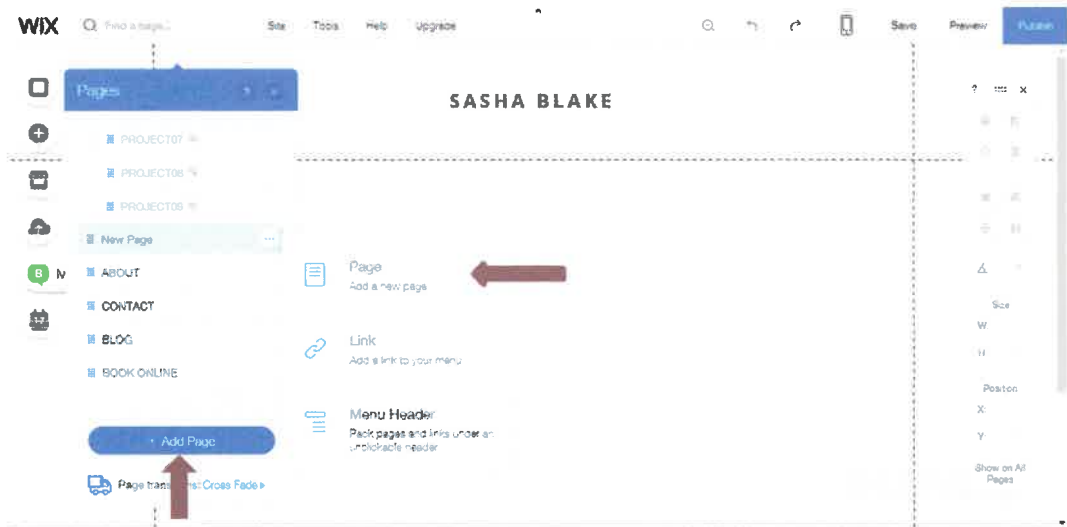 WIX Find a page... Site Tools Help Upgrade Save Preview Publish
Pages ? x
SASHA BLAKE
? x
PROJECT07
PROJECT08
PROJECT09
New Page ...
ABOUT
CONTACT
BLOG
BOOK ONLINE
+ Add Page
Page
Add a new page
Link
Add a link to your menu
Menu Header
Pack pages and links under an
unclickable header
B M
Size
W
H
Position
X:
Y:
Show on All
Pages
Cross Fade